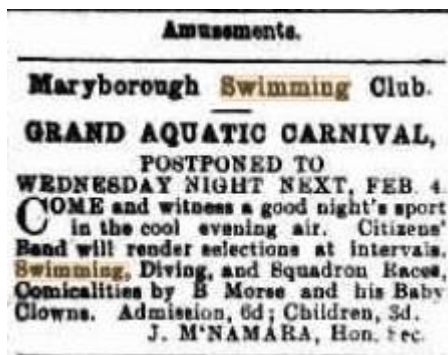 Amusements.
Maryborough Swimming Club.
GRAND AQUATIC CARNIVAL,
POSTPONED TO
WEDNESDAY NIGHT NEXT, FEB. 4.
COME and witness a good night's sport
in the cool evening air. Citizens'
Band will render selections at intervals.
Swimming, Diving, and Squadron Races,
Comicalities by B Morse and his Baby
Clowns. Admission, 6d; Children, 3d.
J. M'NAMARA, Hon. Sec.